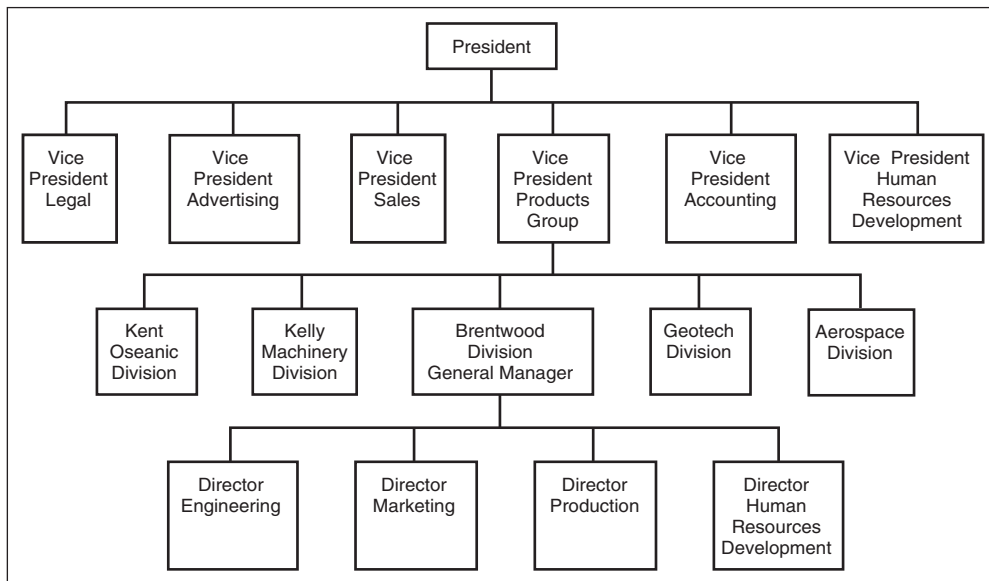 President
Vice
President
Legal
Vice
President
Advertising
Vice
President
Sales
Vice
President
Products
Group
Vice
President
Accounting
Vice President
Human
Resources
Development
Kent
Oseanic
Division
Kelly
Machinery
Division
Brentwood
Division
General Manager
Geotech
Division
Aerospace
Division
Director
Engineering
Director
Marketing
Director
Production
Director
Human
Resources
Development